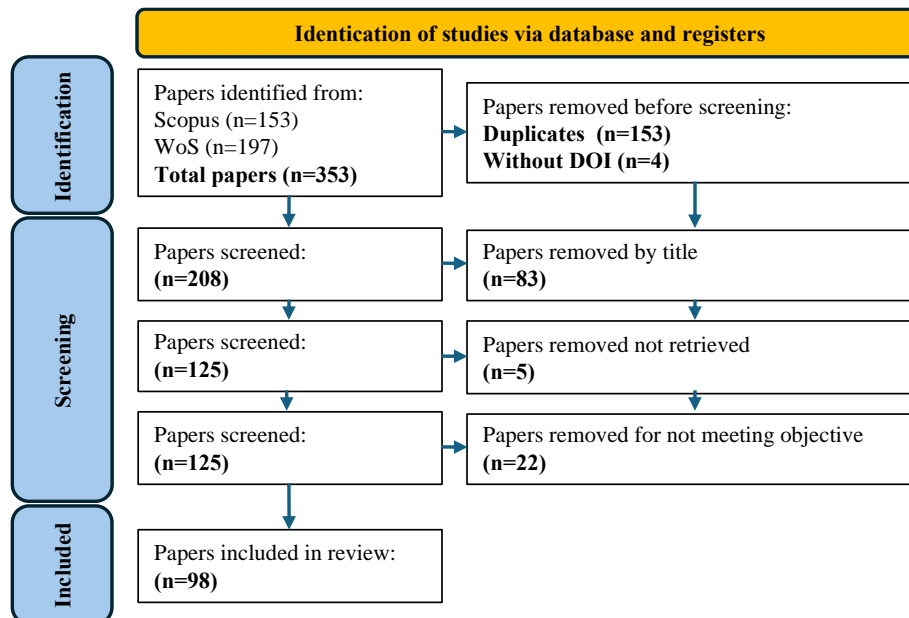 Identication of studies via database and registers
Identification
Papers identified from:
Scopus (n=153)
WoS (n=197)
Total papers (n=353)
Papers removed before screening:
Duplicates (n=153)
Without DOI (n=4)
Screening
Papers screened:
(n=208)
Papers removed by title
(n=83)
Papers screened:
(n=125)
Papers removed not retrieved
(n=5)
Papers screened:
(n=125)
Papers removed for not meeting objective
(n=22)
Included
Papers included in review:
(n=98)